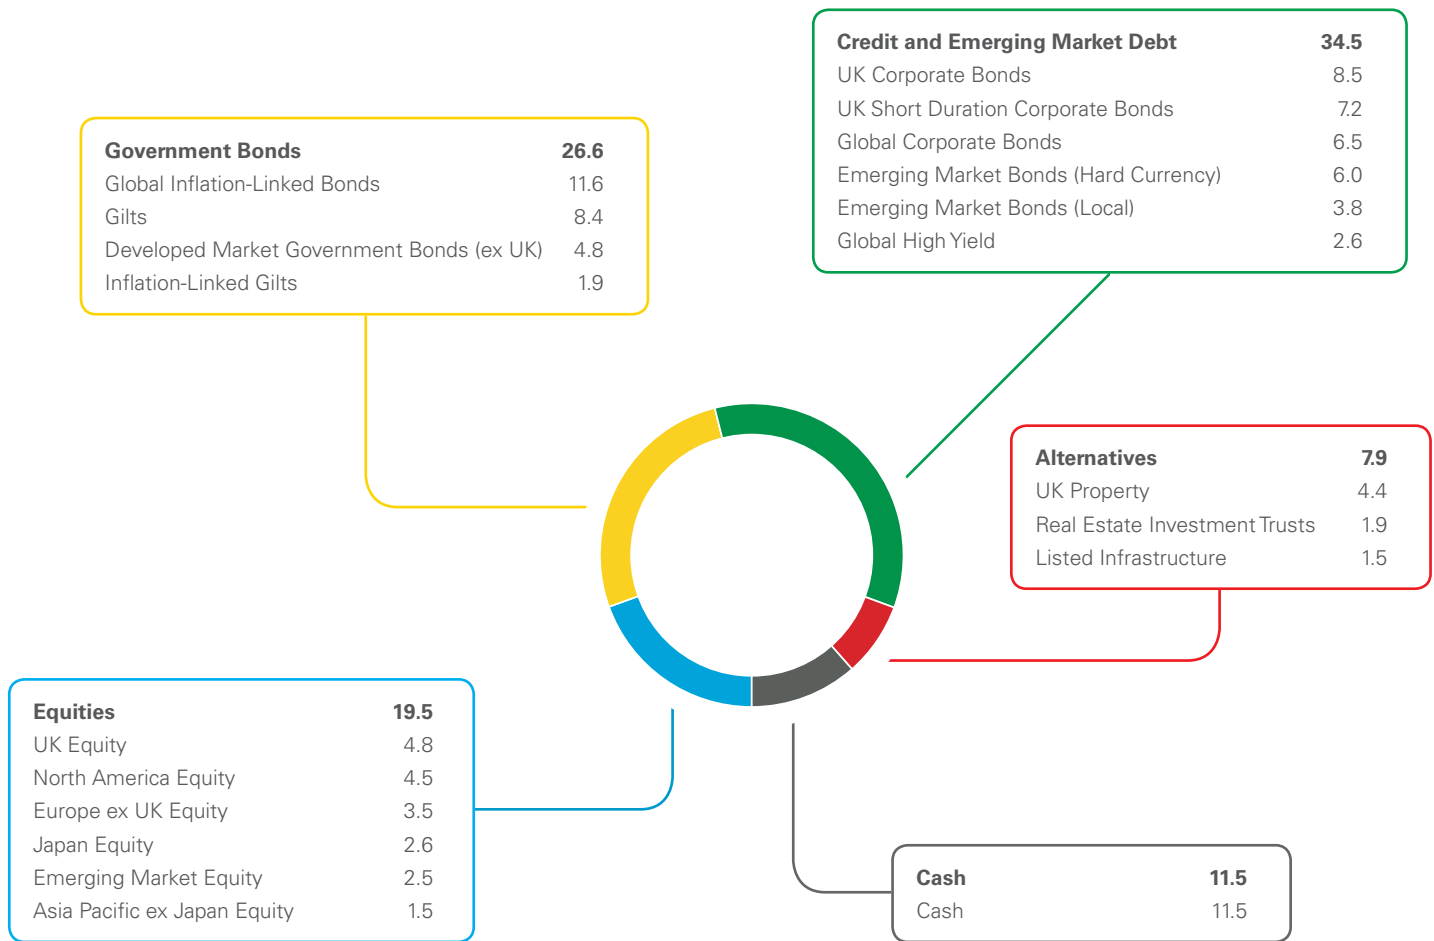 Credit and Emerging Market Debt 34.5
UK Corporate Bonds 8.5
UK Short Duration Corporate Bonds 7.2
Global Corporate Bonds 6.5
Emerging Market Bonds (Hard Currency) 6.0
Emerging Market Bonds (Local) 3.8
Global High Yield 2.6
Government Bonds 26.6
Global Inflation-Linked Bonds 11.6
Gilts 8.4
Developed Market Government Bonds (ex UK) 4.8
Inflation-Linked Gilts 1.9
Alternatives 7.9
UK Property 4.4
Real Estate Investment Trusts 1.9
Listed Infrastructure 1.5
Equities 19.5
UK Equity 4.8
North America Equity 4.5
Europe ex UK Equity 3.5
Japan Equity 2.6
Emerging Market Equity 2.5
Asia Pacific ex Japan Equity 1.5
Cash 11.5
Cash 11.5